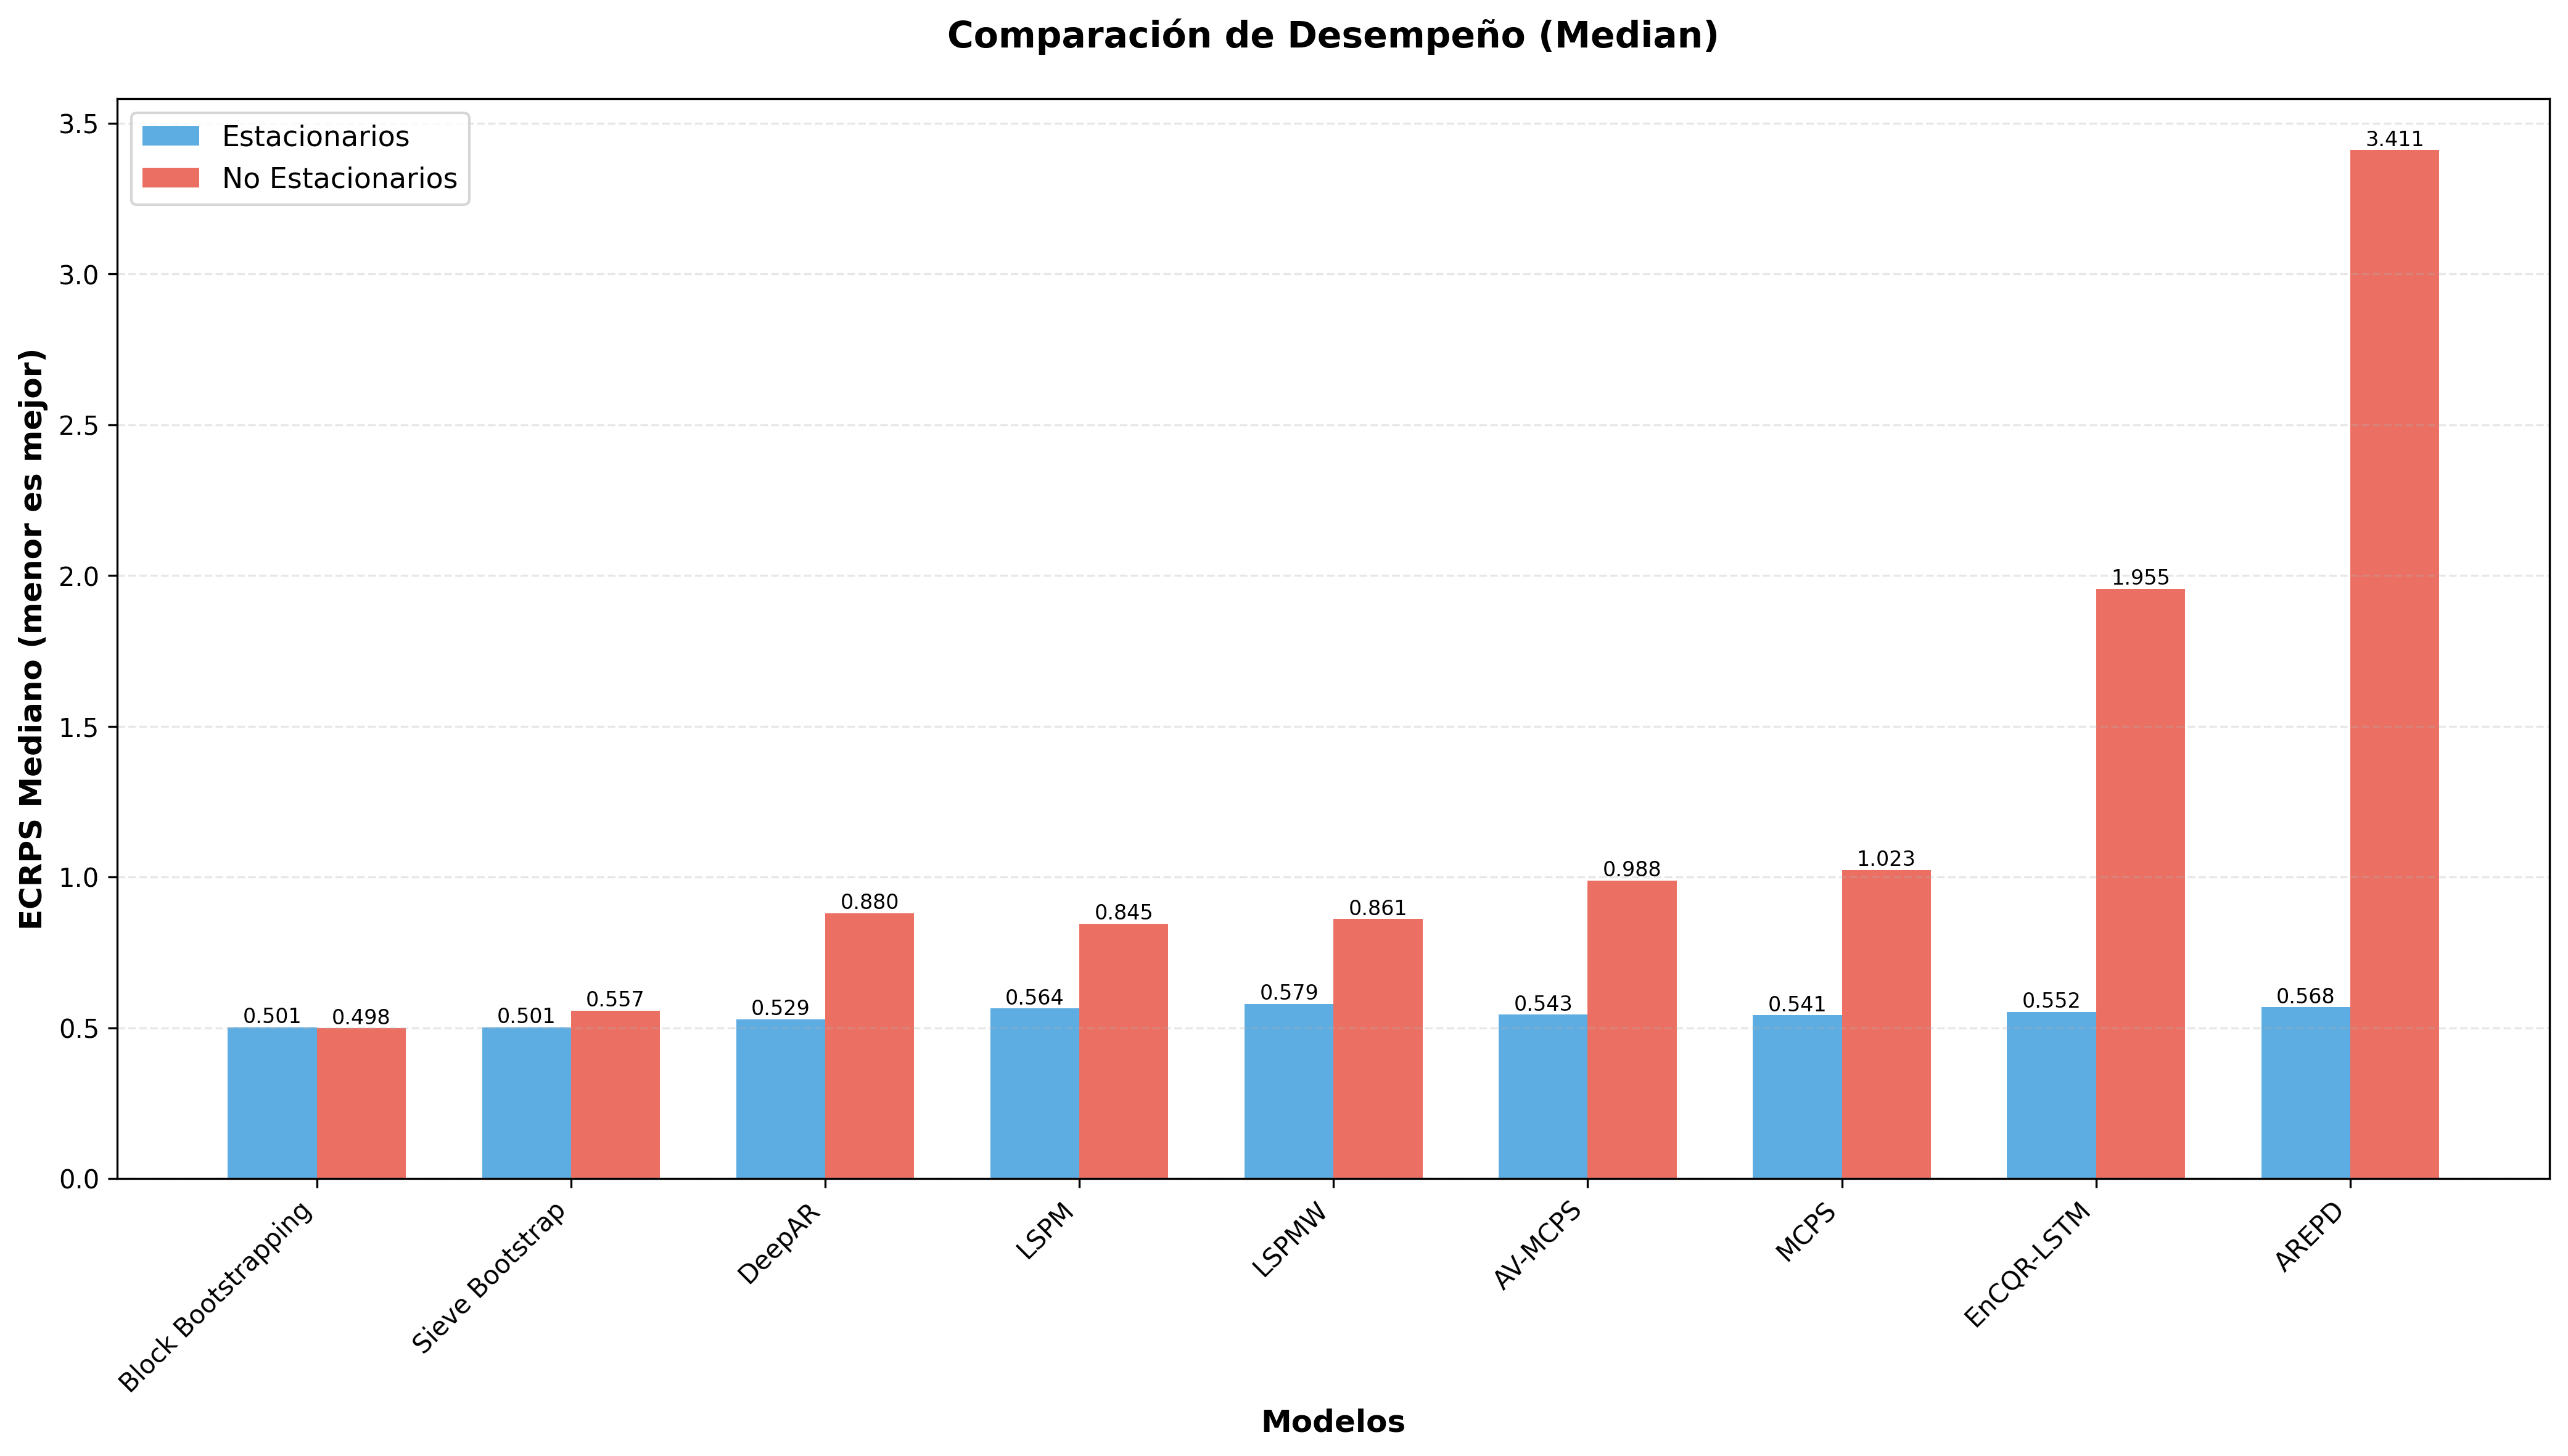 Comparación de Desempeño (Median)
Estacionarios
No Estacionarios
ECRPS Mediano (menor es mejor)
3.5
3.0
2.5
2.0
1.5
1.0
0.5
0.0
0.501
0.498
0.501
0.557
0.529
0.880
0.564
0.845
0.579
0.861
0.543
0.988
0.541
1.023
0.552
1.955
0.568
3.411
Block Bootstrapping
Sieve Bootstrap
DeepAR
LSPM
LSPMW
AV-MCPS
MCPS
EnCQR-LSTM
AREPD
Modelos